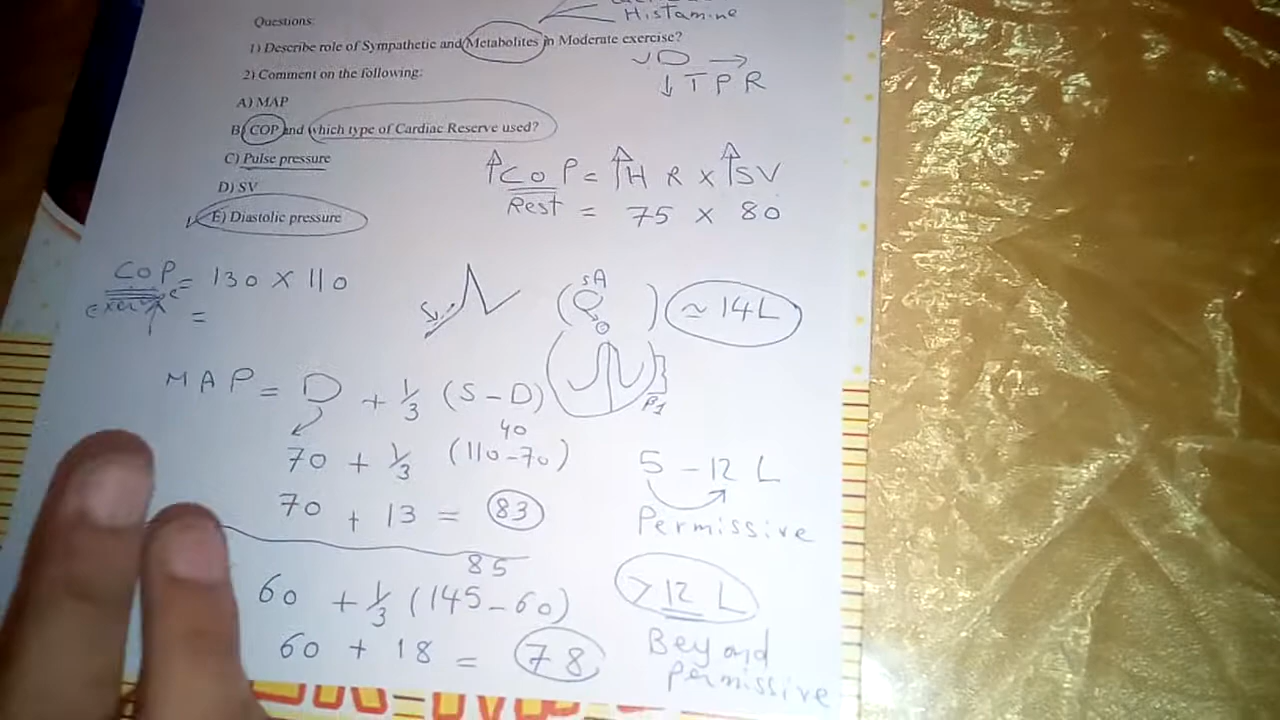 Histamine
Questions:
1) Describe role of Sympathetic and Metabolites in Moderate exercise?
VD →
↓ T P R
2) Comment on the following:
A) MAP
B) COP and which type of Cardiac Reserve used?
C) Pulse pressure
D) SV
E) Diastolic pressure
↑ COP = ↑ H R × ↑ SV
Rest = 75 × 80
COP = 130 × 110
=
SA
≃ 14 L
MAP = D + 1/3 (S - D)
β1
40
70 + 1/3 (110-70)
70 + 13 = 83
5 - 12 L
Permissive
85
60 + 1/3 (145-60)
60 + 18 = 78
> 12 L
Beyond
permissive